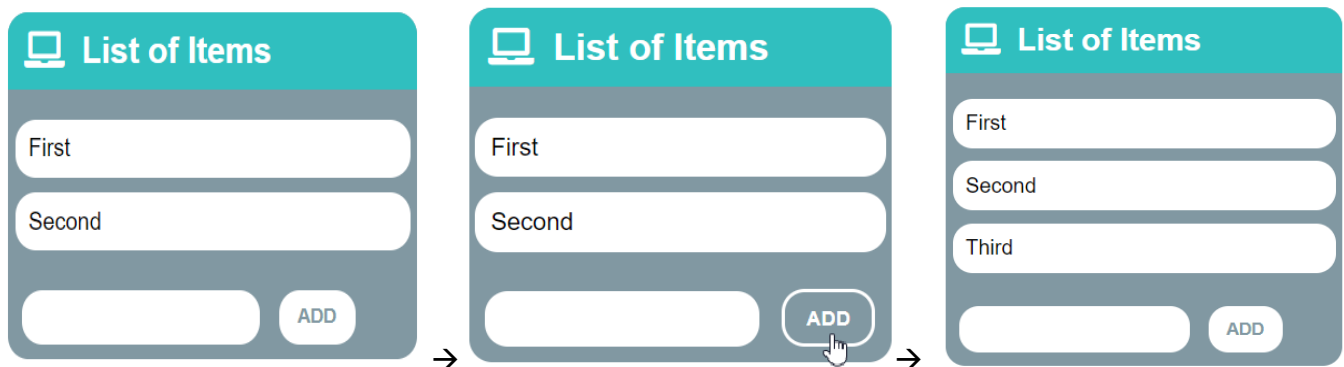 List of Items
First
Second
ADD
→
List of Items
First
Second
ADD
→
List of Items
First
Second
Third
ADD